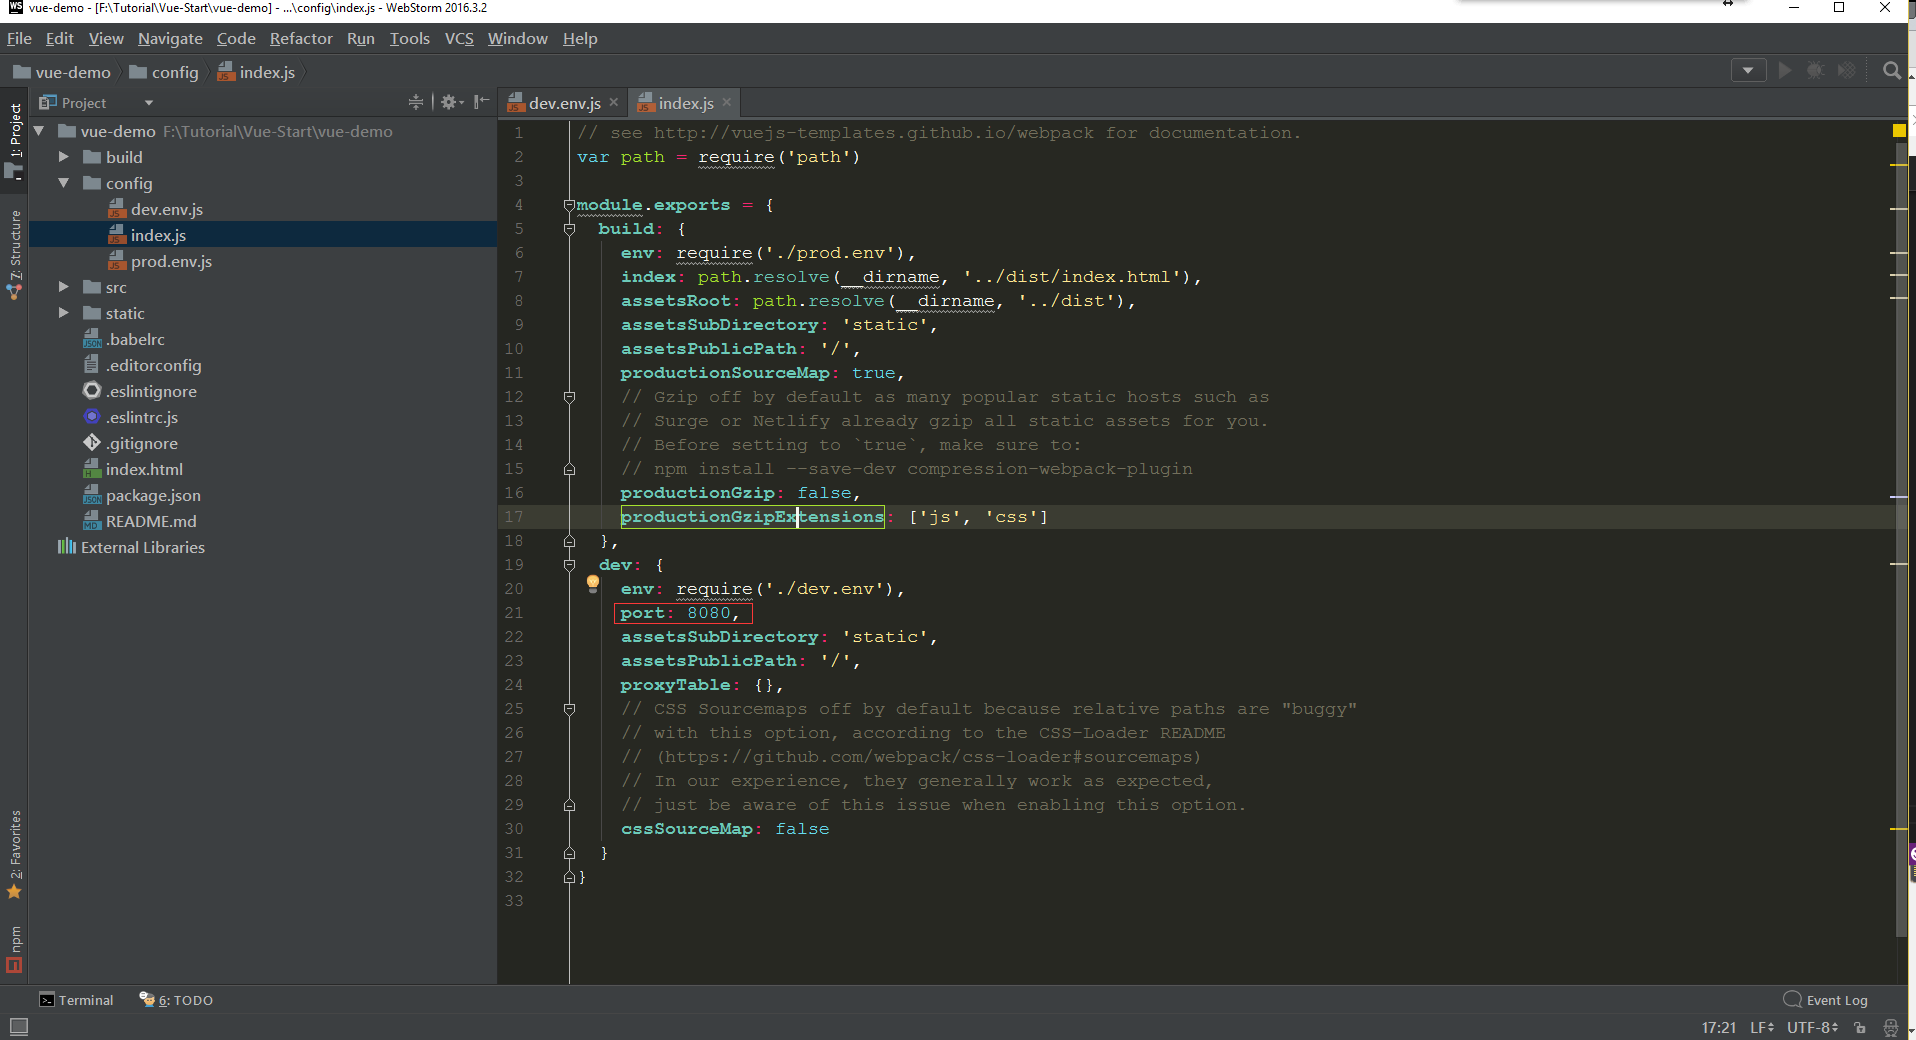 WS vue-demo - [F:\Tutorial\Vue-Start\vue-demo] - ...\config\index.js - WebStorm 2016.3.2
File Edit View Navigate Code Refactor Run Tools VCS Window Help
vue-demo config index.js
Project
dev.env.js index.js
1: Project
7: Structure
2: Favorites
npm
vue-demo F:\Tutorial\Vue-Start\vue-demo
build
config
dev.env.js
index.js
prod.env.js
src
static
.babelrc
.editorconfig
.eslintignore
.eslintrc.js
.gitignore
index.html
package.json
README.md
External Libraries
1 // see http://vuejs-templates.github.io/webpack for documentation.
2 var path = require('path')
3
4 module.exports = {
5 build: {
6 env: require('./prod.env'),
7 index: path.resolve(__dirname, '../dist/index.html'),
8 assetsRoot: path.resolve(__dirname, '../dist'),
9 assetsSubDirectory: 'static',
10 assetsPublicPath: '/',
11 productionSourceMap: true,
12 // Gzip off by default as many popular static hosts such as
13 // Surge or Netlify already gzip all static assets for you.
14 // Before setting to `true`, make sure to:
15 // npm install --save-dev compression-webpack-plugin
16 productionGzip: false,
17 productionGzipExtensions: ['js', 'css']
18 },
19 dev: {
20 env: require('./dev.env'),
21 port: 8080,
22 assetsSubDirectory: 'static',
23 assetsPublicPath: '/',
24 proxyTable: {},
25 // CSS Sourcemaps off by default because relative paths are "buggy"
26 // with this option, according to the CSS-Loader README
27 // (https://github.com/webpack/css-loader#sourcemaps)
28 // In our experience, they generally work as expected,
29 // just be aware of this issue when enabling this option.
30 cssSourceMap: false
31 }
32 }
33
Terminal 6: TODO Event Log
17:21 LF UTF-8